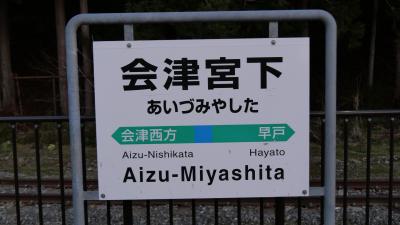 会津宮下
あいづみやした
会津西方 早戸
Aizu-Nishikata Hayato
Aizu-Miyashita